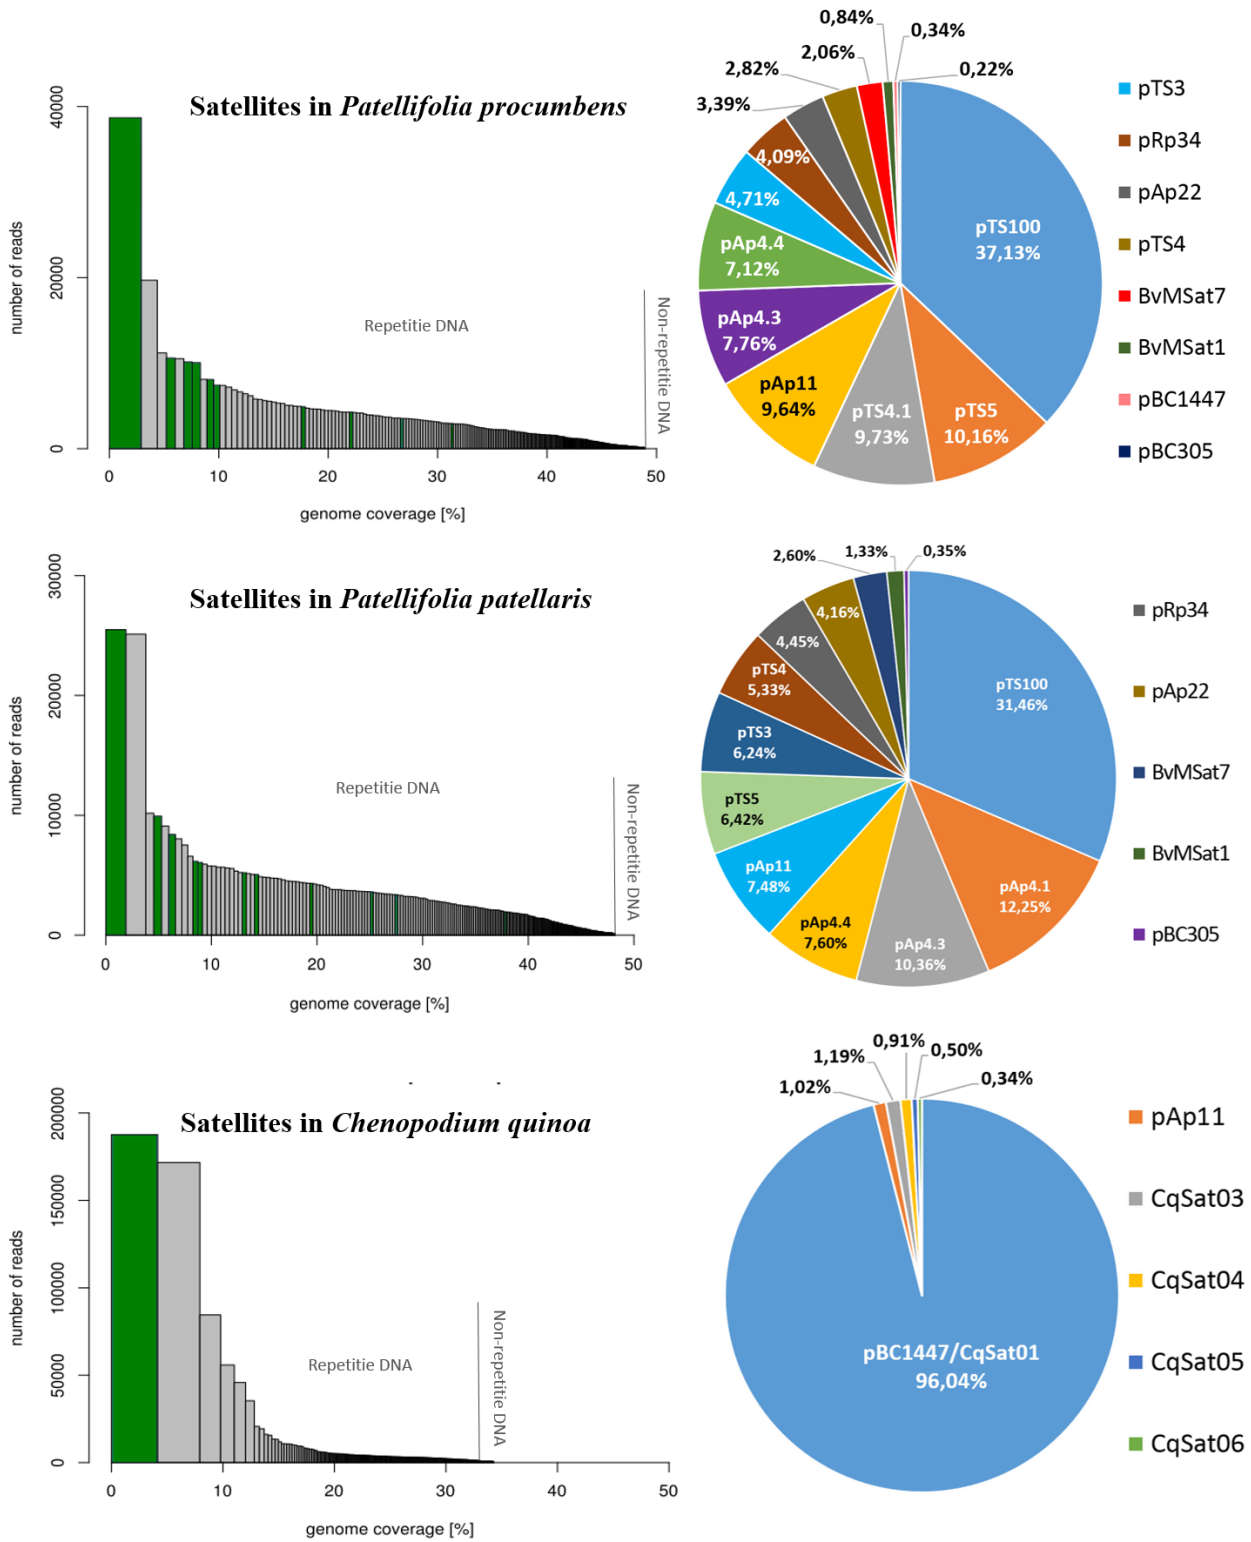 Satellites in Patellifolia procumbens
number of reads
40000
20000
0
Repetitie DNA
Non-repetitie DNA
0 10 20 30 40 50
genome coverage [%]
0,84%
0,34%
2,06%
0,22%
2,82%
3,39%
4,09%
4,71%
pAp4.4
7,12%
pAp4.3
7,76%
pAp11
9,64%
pTS4.1
9,73%
pTS5
10,16%
pTS100
37,13%
pTS3
pRp34
pAp22
pTS4
BvMSat7
BvMSat1
pBC1447
pBC305
Satellites in Patellifolia patellaris
number of reads
30000
20000
10000
0
Repetitie DNA
Non-repetitie DNA
0 10 20 30 40 50
genome coverage [%]
2,60%
1,33%
0,35%
4,16%
4,45%
pTS4
5,33%
pTS3
6,24%
pTS5
6,42%
pAp11
7,48%
pAp4.4
7,60%
pAp4.3
10,36%
pAp4.1
12,25%
pTS100
31,46%
pRp34
pAp22
BvMSat7
BvMSat1
pBC305
Satellites in Chenopodium quinoa
number of reads
200000
150000
100000
50000
0
Repetitie DNA
Non-repetitie DNA
0 10 20 30 40 50
genome coverage [%]
0,91%
1,19%
0,50%
1,02%
0,34%
pBC1447/CqSat01
96,04%
pAp11
CqSat03
CqSat04
CqSat05
CqSat06